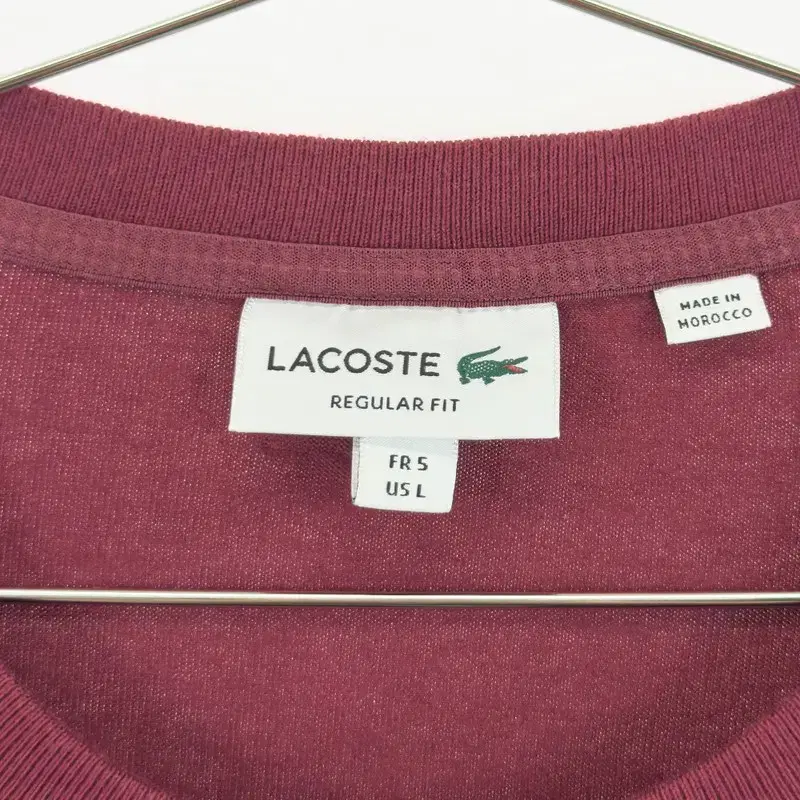 LACOSTE
REGULAR FIT
FR 5
US L
MADE IN
MOROCCO